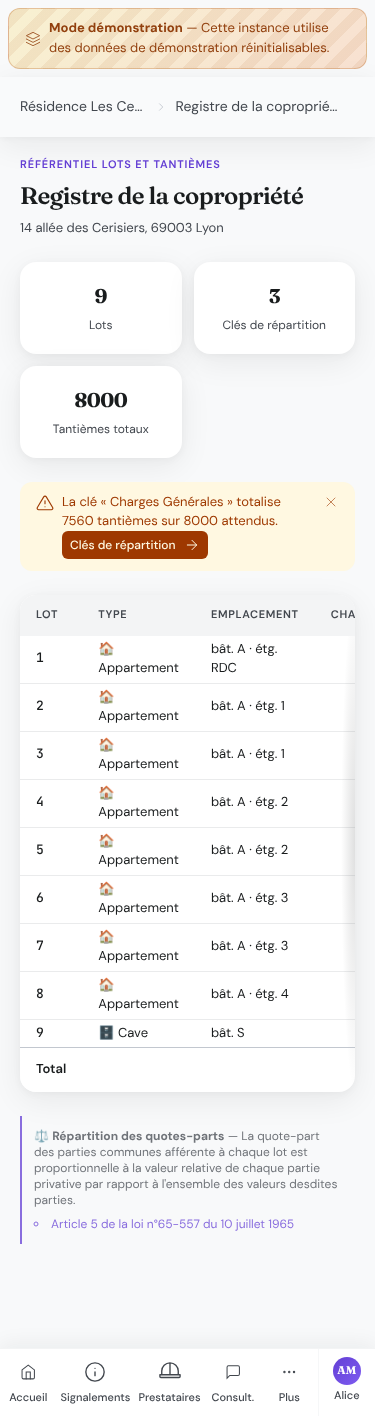 Mode démonstration — Cette instance utilise
des données de démonstration réinitialisables.
Résidence Les Ce… > Registre de la coproprié…
RÉFÉRENTIEL LOTS ET TANTIÈMES
Registre de la copropriété
14 allée des Cerisiers, 69003 Lyon
9 3
Lots Clés de répartition
8000
Tantièmes totaux
La clé « Charges Générales » totalise
7560 tantièmes sur 8000 attendus.
Clés de répartition →
LOT TYPE EMPLACEMENT CHA
1 Appartement bât. A · étg. RDC
2 Appartement bât. A · étg. 1
3 Appartement bât. A · étg. 1
4 Appartement bât. A · étg. 2
5 Appartement bât. A · étg. 2
6 Appartement bât. A · étg. 3
7 Appartement bât. A · étg. 3
8 Appartement bât. A · étg. 4
9 Cave bât. S
Total
Répartition des quotes-parts — La quote-part
des parties communes afférente à chaque lot est
proportionnelle à la valeur relative de chaque partie
privative par rapport à l'ensemble des valeurs desdites
parties.
Article 5 de la loi n°65-557 du 10 juillet 1965
AM
Accueil Signalements Prestataires Consult. Plus Alice